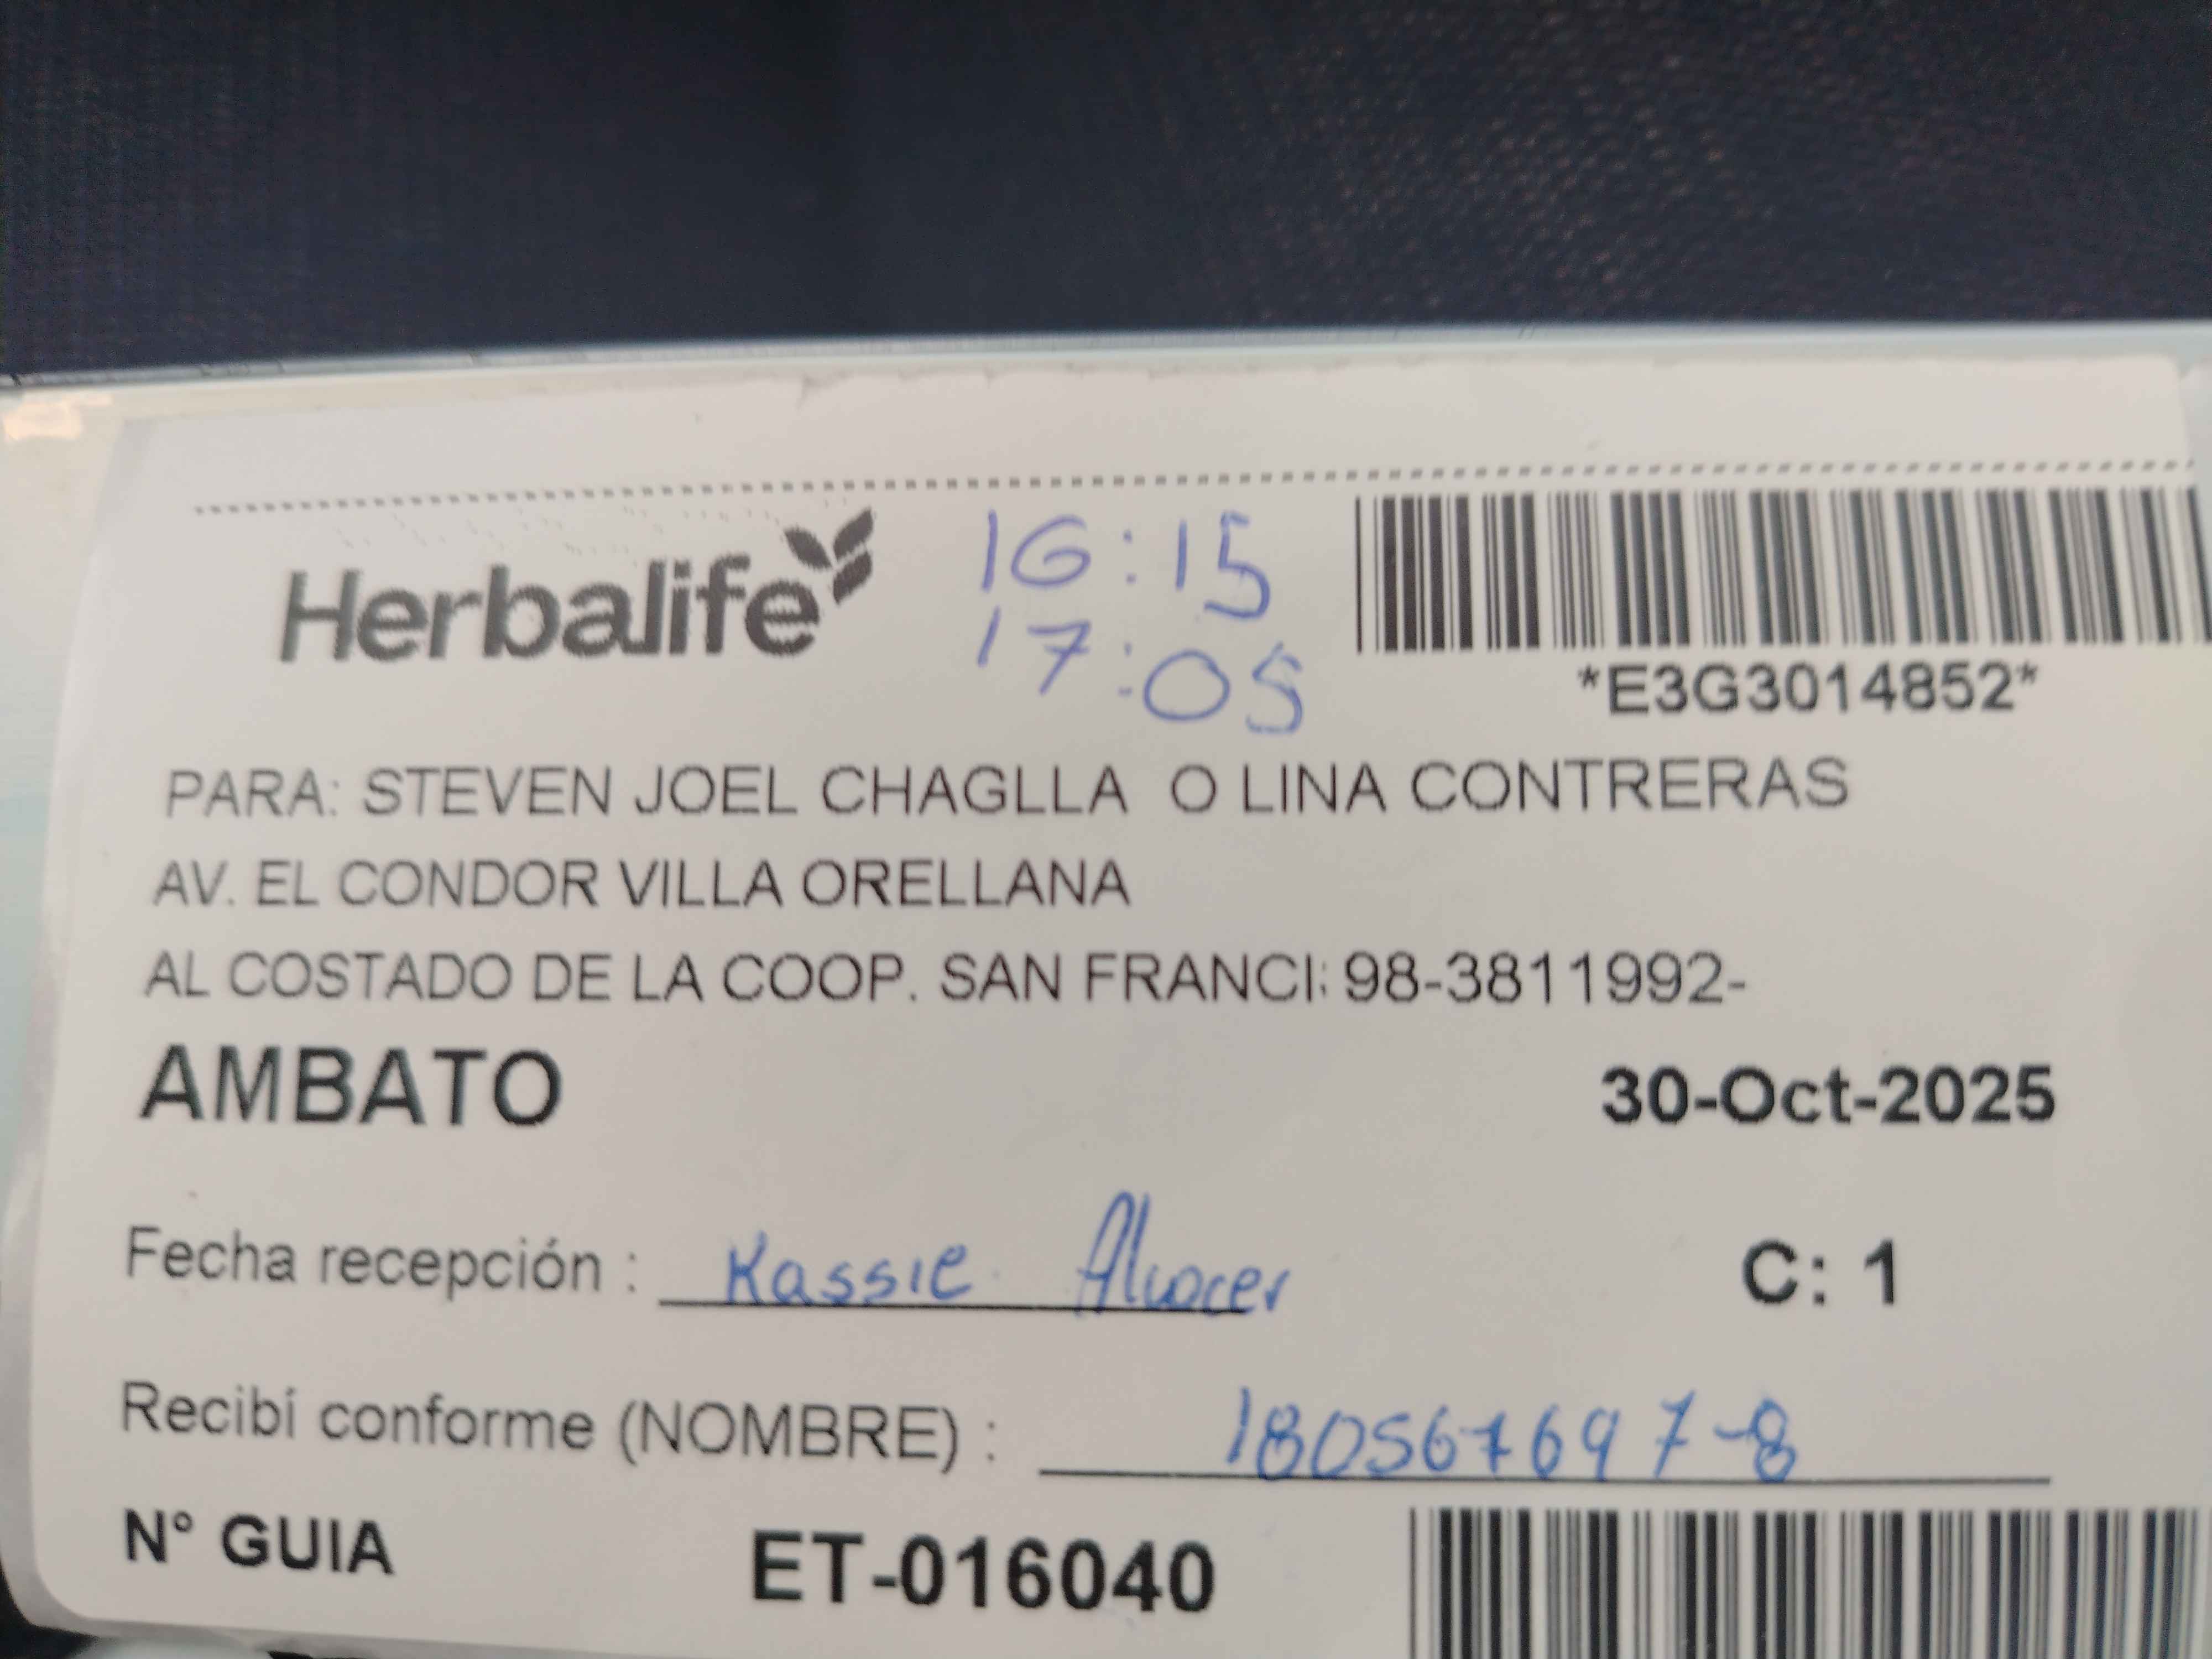 Herbalife
16:15
17:05
*E3G3014852*
PARA: STEVEN JOEL CHAGLLA O LINA CONTRERAS
AV. EL CONDOR VILLA ORELLANA
AL COSTADO DE LA COOP. SAN FRANCI: 98-3811992-
AMBATO
30-Oct-2025
Fecha recepción : Kassie Alvocer
C: 1
Recibí conforme (NOMBRE) : 180567697-8
N° GUIA ET-016040